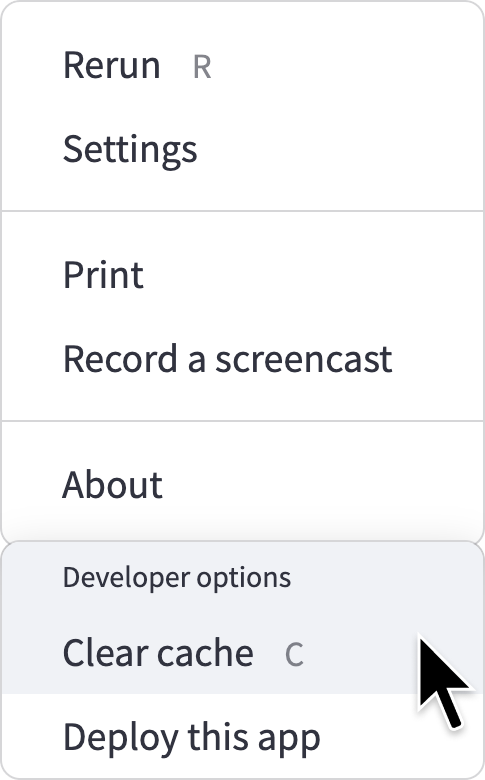 Rerun R
Settings
Print
Record a screencast
About
Developer options
Clear cache C
Deploy this app